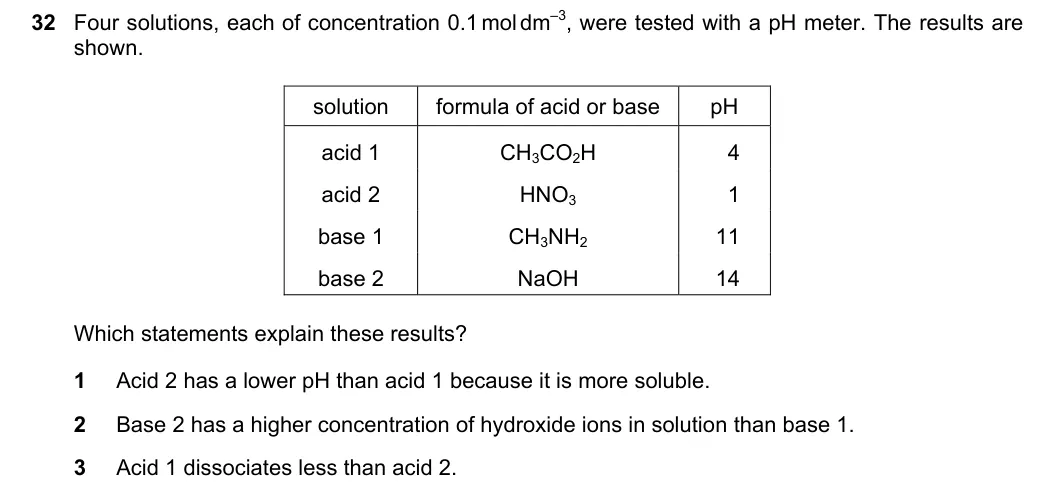 32 Four solutions, each of concentration 0.1 mol dm⁻³, were tested with a pH meter. The results are
shown.
solution formula of acid or base pH
acid 1 CH₃CO₂H 4
acid 2 HNO₃ 1
base 1 CH₃NH₂ 11
base 2 NaOH 14
Which statements explain these results?
1 Acid 2 has a lower pH than acid 1 because it is more soluble.
2 Base 2 has a higher concentration of hydroxide ions in solution than base 1.
3 Acid 1 dissociates less than acid 2.